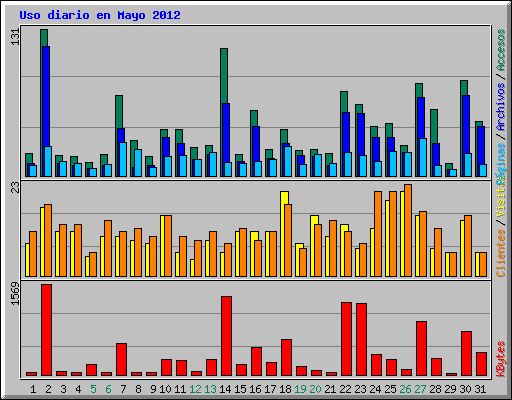 Uso diario en Mayo 2012
131
23
1569
Clientes / Visitas
Páginas / Archivos / Accesos
KBytes
1 2 3 4 5 6 7 8 9 10 11 12 13 14 15 16 17 18 19 20 21 22 23 24 25 26 27 28 29 30 31